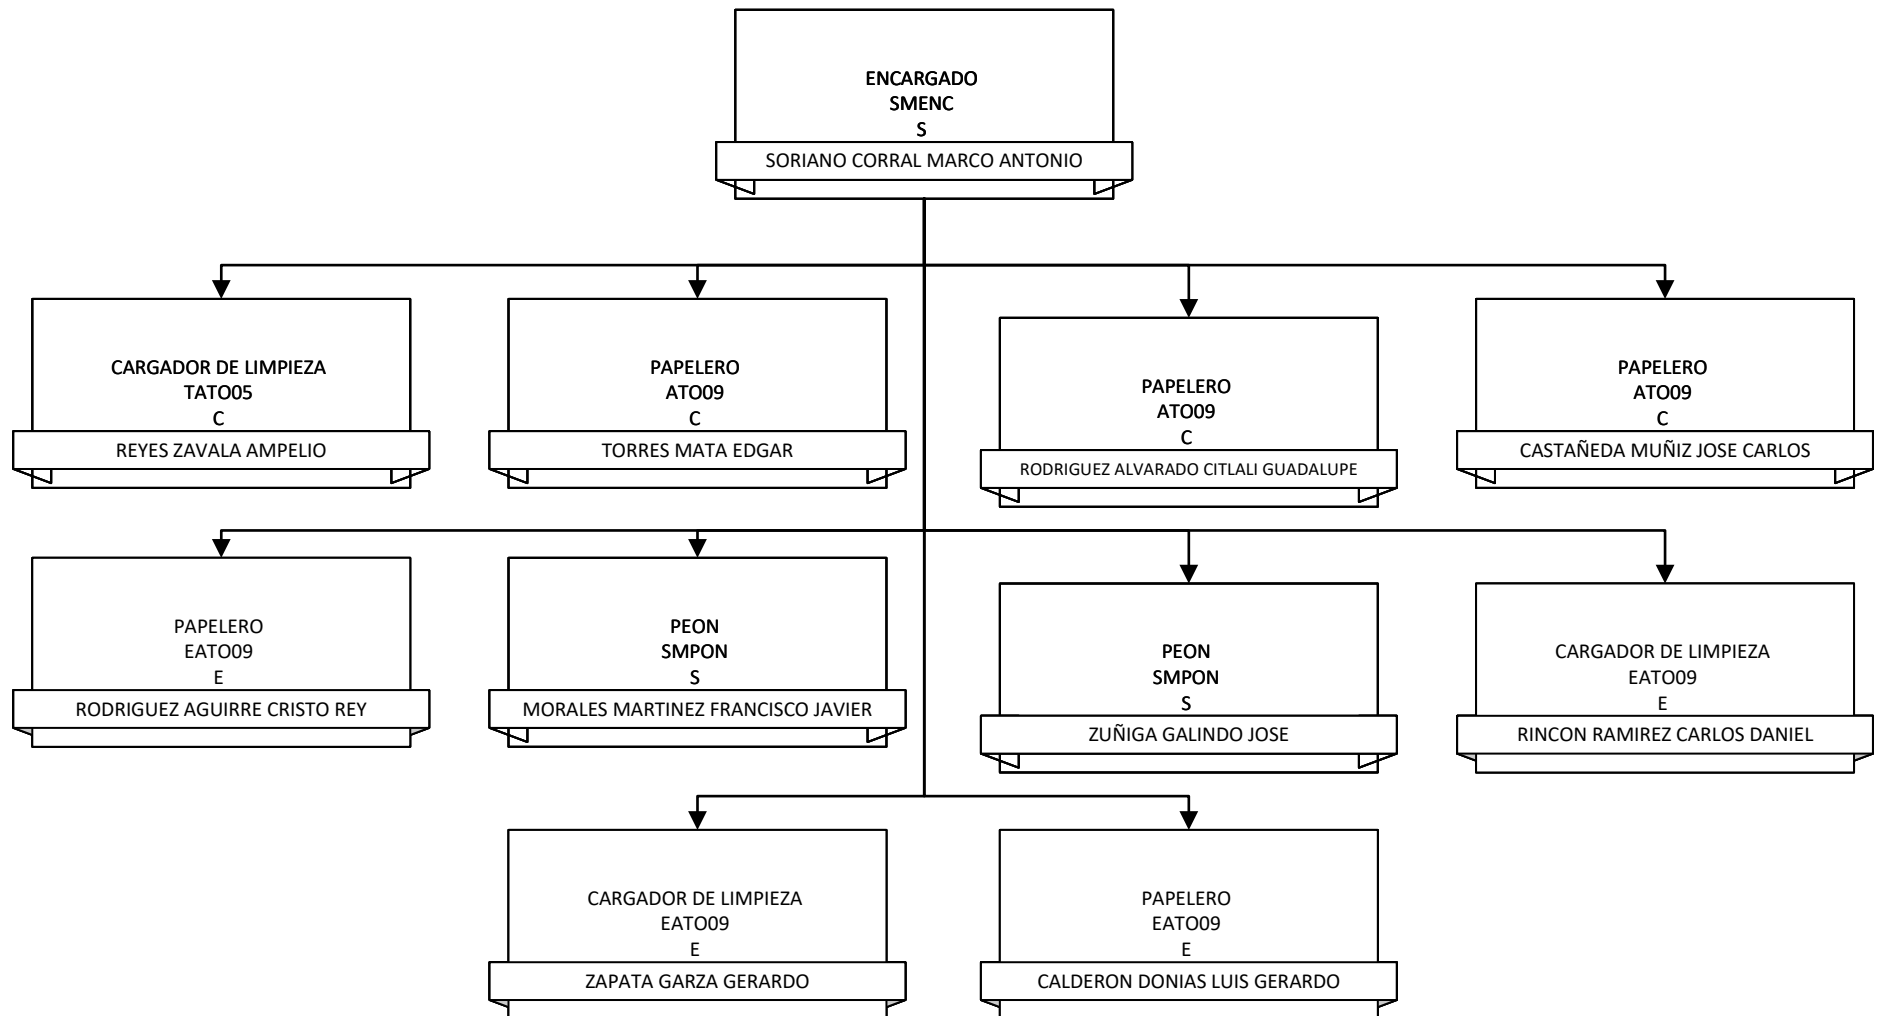 ENCARGADO
SMENC
S
SORIANO CORRAL MARCO ANTONIO
CARGADOR DE LIMPIEZA
TATO05
C
REYES ZAVALA AMPELIO
PAPELERO
ATO09
C
TORRES MATA EDGAR
PAPELERO
ATO09
C
RODRIGUEZ ALVARADO CITLALI GUADALUPE
PAPELERO
ATO09
C
CASTAÑEDA MUÑIZ JOSE CARLOS
PAPELERO
EATO09
E
RODRIGUEZ AGUIRRE CRISTO REY
PEON
SMPON
S
MORALES MARTINEZ FRANCISCO JAVIER
PEON
SMPON
S
ZUÑIGA GALINDO JOSE
CARGADOR DE LIMPIEZA
EATO09
E
RINCON RAMIREZ CARLOS DANIEL
CARGADOR DE LIMPIEZA
EATO09
E
ZAPATA GARZA GERARDO
PAPELERO
EATO09
E
CALDERON DONIAS LUIS GERARDO